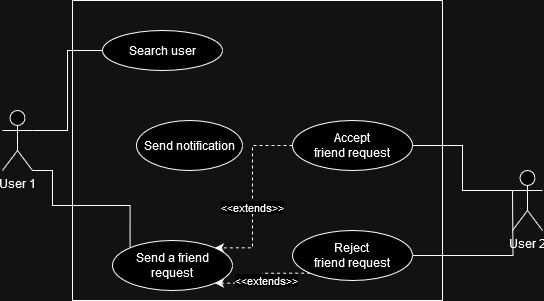 Search user
Send notification
Accept
friend request
User 1
<<extends>>
User 2
Send a friend
request
Reject
friend request
<<extends>>